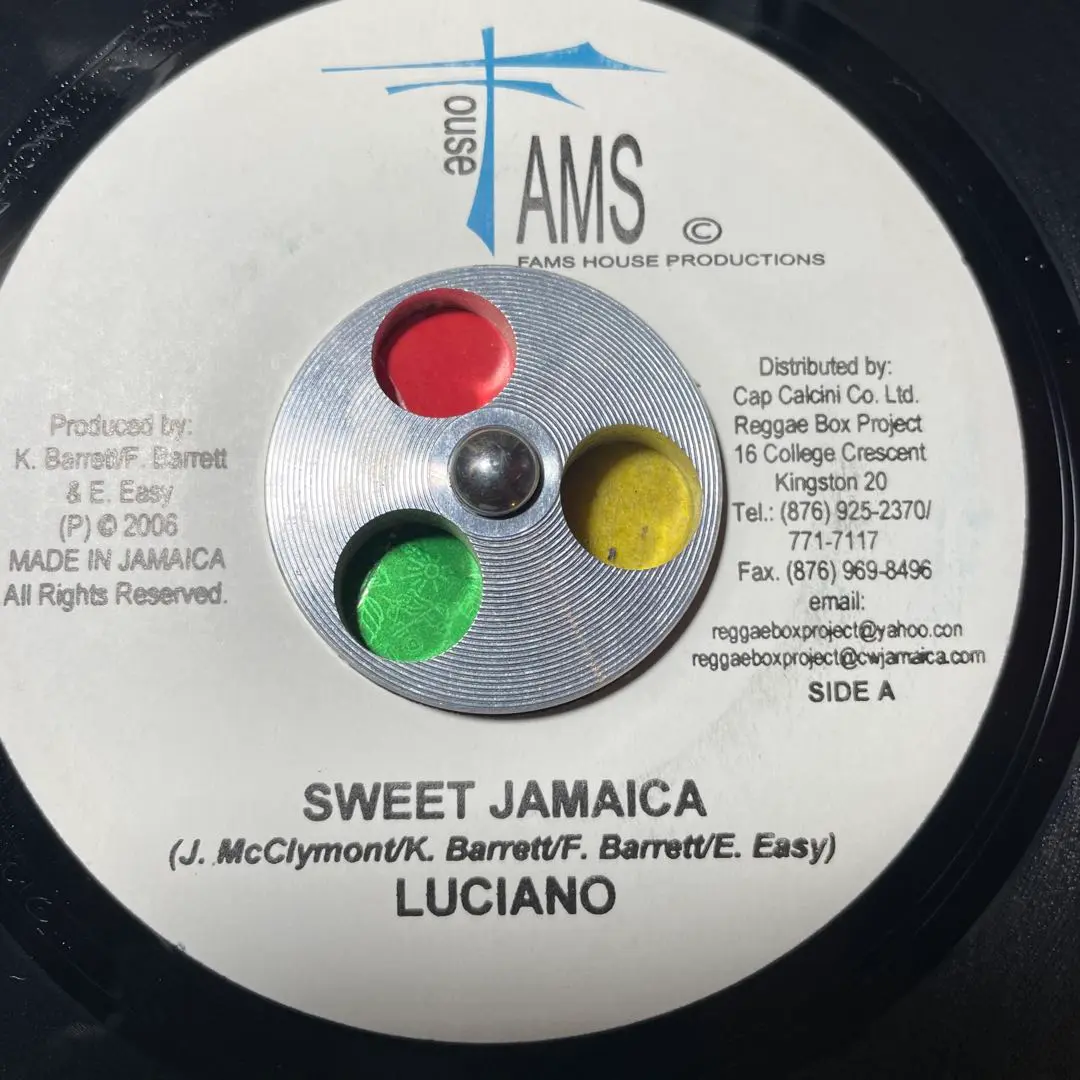 ouse
AMS ©
FAMS HOUSE PRODUCTIONS
Produced by:
K. Barrett/F. Barrett
& E. Easy
(P) © 2006
MADE IN JAMAICA
All Rights Reserved.
Distributed by:
Cap Calcini Co. Ltd.
Reggae Box Project
16 College Crescent
Kingston 20
Tel.: (876) 925-2370/
771-7117
Fax. (876) 969-8496
email:
reggaeboxproject@yahoo.con
reggaeboxproject@cwjamaica.com
SIDE A
SWEET JAMAICA
(J. McClymont/K. Barrett/F. Barrett/E. Easy)
LUCIANO